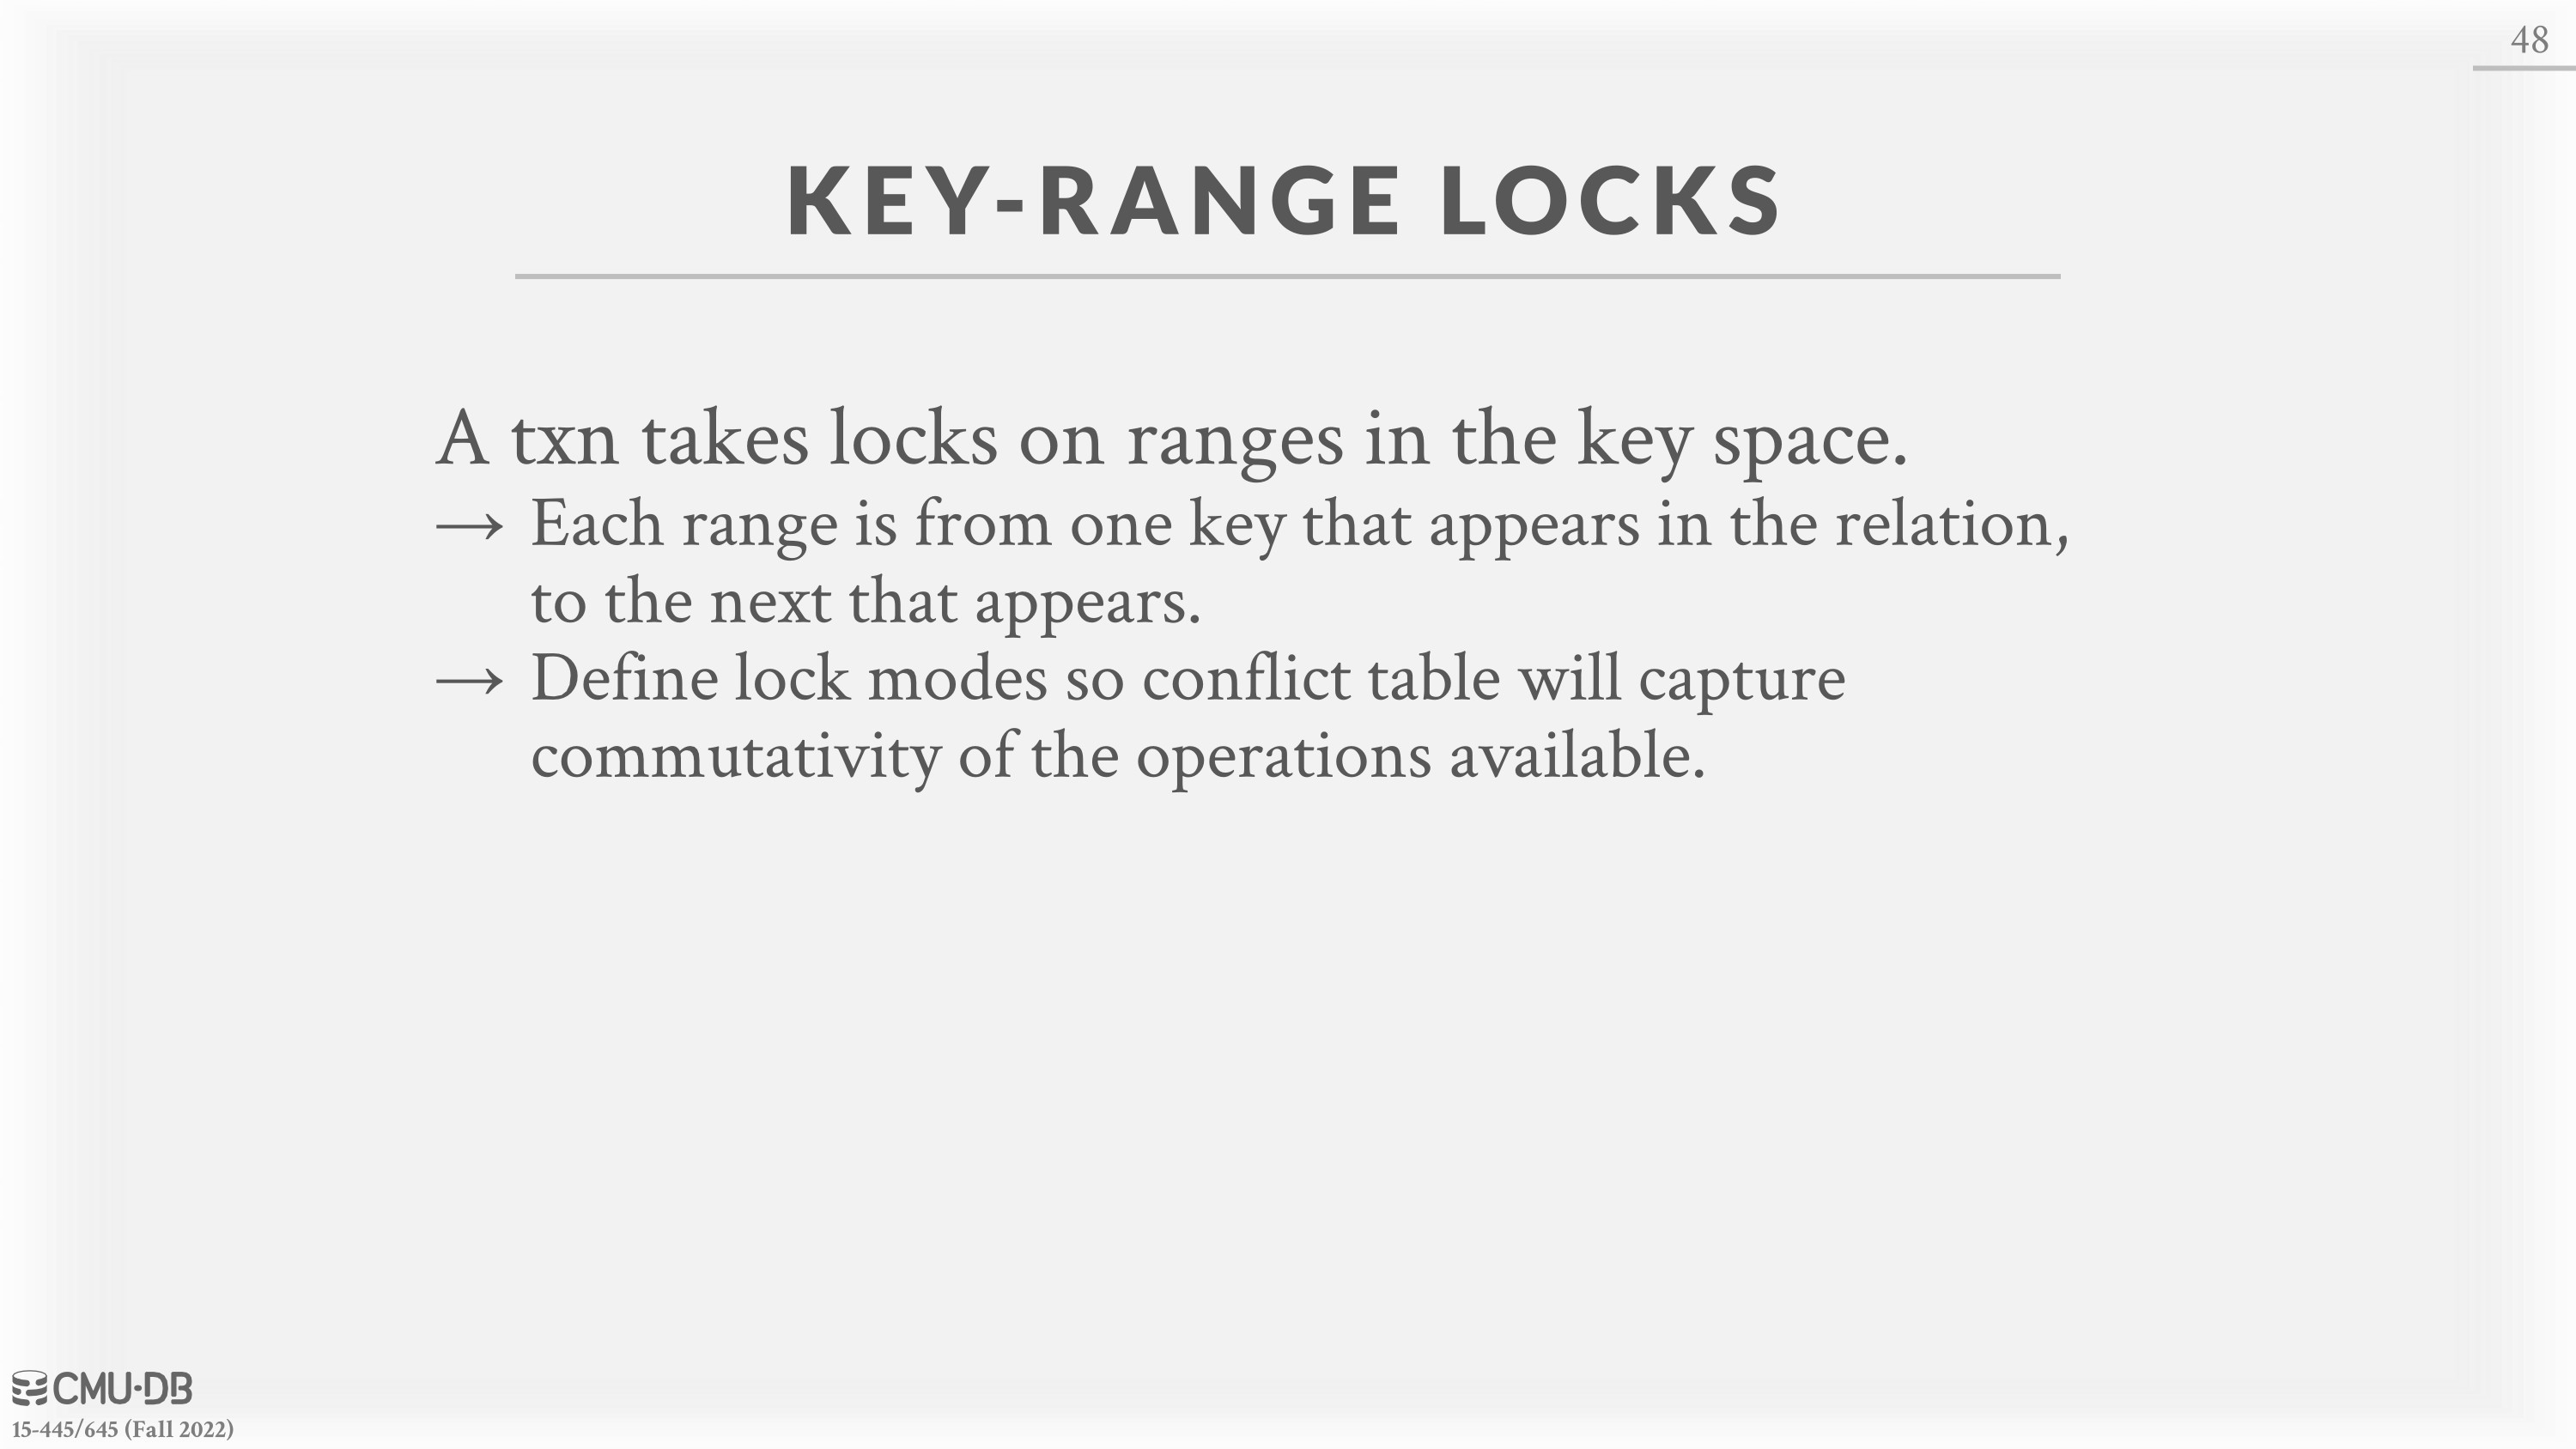 48
KEY-RANGE LOCKS
A txn takes locks on ranges in the key space.
→ Each range is from one key that appears in the relation,
to the next that appears.
→ Define lock modes so conflict table will capture
commutativity of the operations available.
CMU·DB
15-445/645 (Fall 2022)